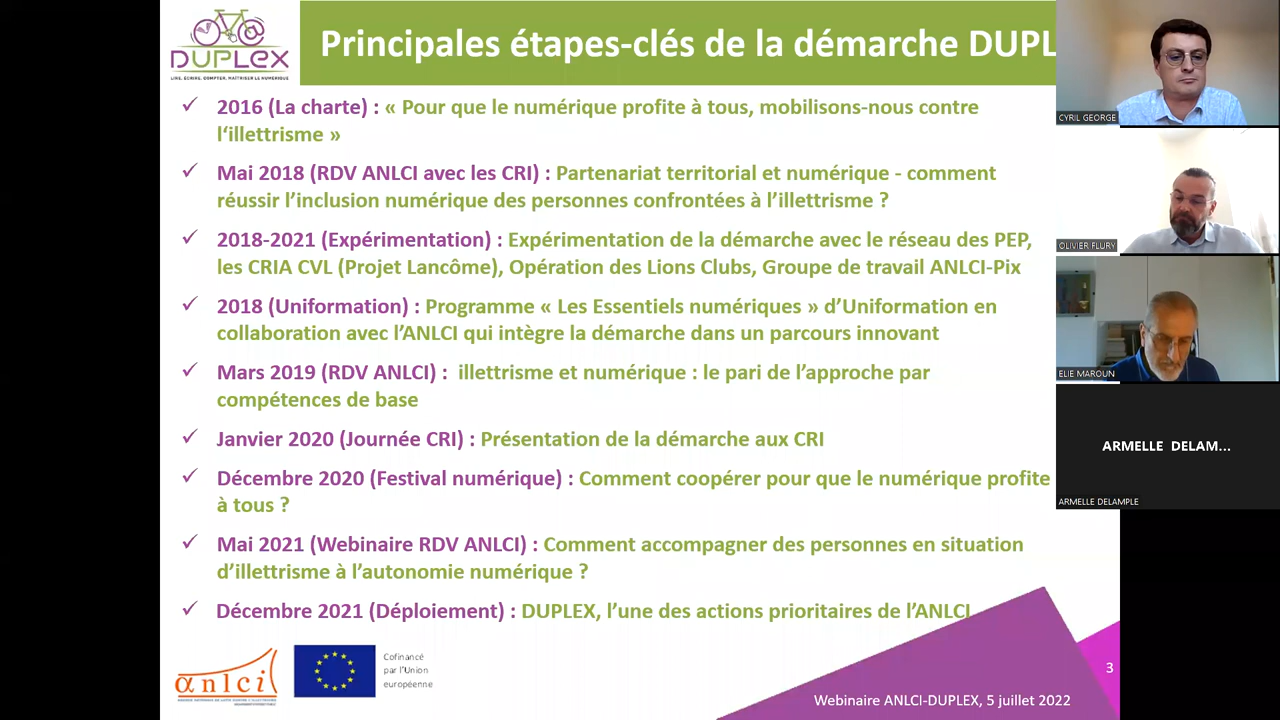 DUPLEX
LIRE, ÉCRIRE, COMPTER, MAÎTRISER LE NUMÉRIQUE
Principales étapes-clés de la démarche DUPL
✓ 2016 (La charte) : « Pour que le numérique profite à tous, mobilisons-nous contre
l‘illettrisme »
✓ Mai 2018 (RDV ANLCI avec les CRI) : Partenariat territorial et numérique - comment
réussir l’inclusion numérique des personnes confrontées à l’illettrisme ?
✓ 2018-2021 (Expérimentation) : Expérimentation de la démarche avec le réseau des PEP,
les CRIA CVL (Projet Lancôme), Opération des Lions Clubs, Groupe de travail ANLCI-Pix
✓ 2018 (Uniformation) : Programme « Les Essentiels numériques » d’Uniformation en
collaboration avec l’ANLCI qui intègre la démarche dans un parcours innovant
✓ Mars 2019 (RDV ANLCI) : illettrisme et numérique : le pari de l’approche par
compétences de base
✓ Janvier 2020 (Journée CRI) : Présentation de la démarche aux CRI
✓ Décembre 2020 (Festival numérique) : Comment coopérer pour que le numérique profite
à tous ?
✓ Mai 2021 (Webinaire RDV ANLCI) : Comment accompagner des personnes en situation
d’illettrisme à l’autonomie numérique ?
✓ Décembre 2021 (Déploiement) : DUPLEX, l’une des actions prioritaires de l’ANLCI
anlci
Cofinancé
par l’Union
européenne
3
Webinaire ANLCI-DUPLEX, 5 juillet 2022
CYRIL GEORGE
OLIVIER FLURY
ELIE MAROUN
ARMELLE DELAM...
ARMELLE DELAMPLE